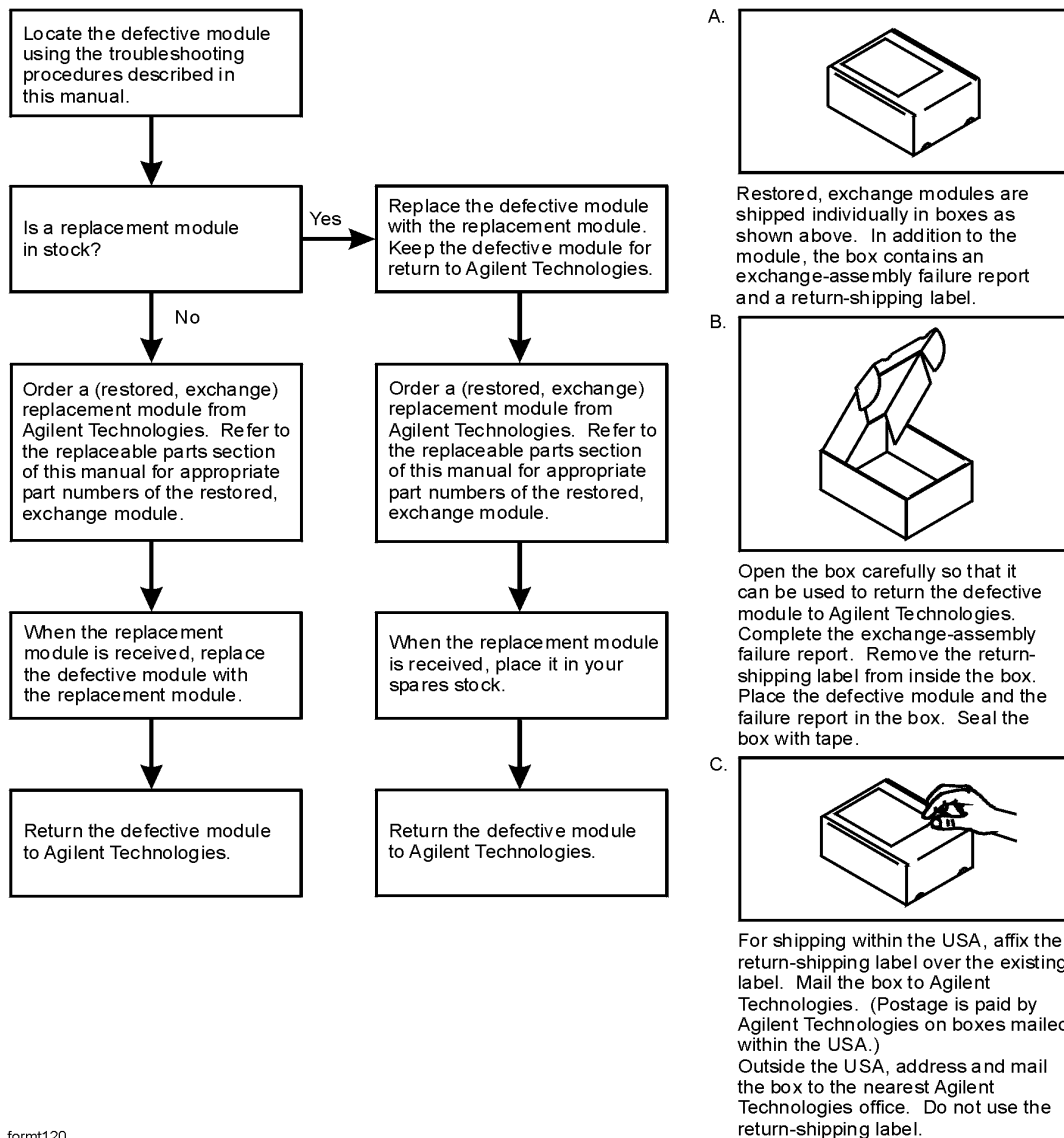 Locate the defective module
using the troubleshooting
procedures described in
this manual.
Is a replacement module
in stock?
Yes
No
Replace the defective module
with the replacement module.
Keep the defective module for
return to Agilent Technologies.
Order a (restored, exchange)
replacement module from
Agilent Technologies. Refer to
the replaceable parts section
of this manual for appropriate
part numbers of the restored,
exchange module.
Order a (restored, exchange)
replacement module from
Agilent Technologies. Refer to
the replaceable parts section
of this manual for appropriate
part numbers of the restored,
exchange module.
When the replacement
module is received, replace
the defective module with
the replacement module.
When the replacement module
is received, place it in your
spares stock.
Return the defective module
to Agilent Technologies.
Return the defective module
to Agilent Technologies.
A.
Restored, exchange modules are
shipped individually in boxes as
shown above. In addition to the
module, the box contains an
exchange-assembly failure report
and a return-shipping label.
B.
Open the box carefully so that it
can be used to return the defective
module to Agilent Technologies.
Complete the exchange-assembly
failure report. Remove the return-
shipping label from inside the box.
Place the defective module and the
failure report in the box. Seal the
box with tape.
C.
For shipping within the USA, affix the
return-shipping label over the existing
label. Mail the box to Agilent
Technologies. (Postage is paid by
Agilent Technologies on boxes mailed
within the USA.)
Outside the USA, address and mail
the box to the nearest Agilent
Technologies office. Do not use the
return-shipping label.
formt120